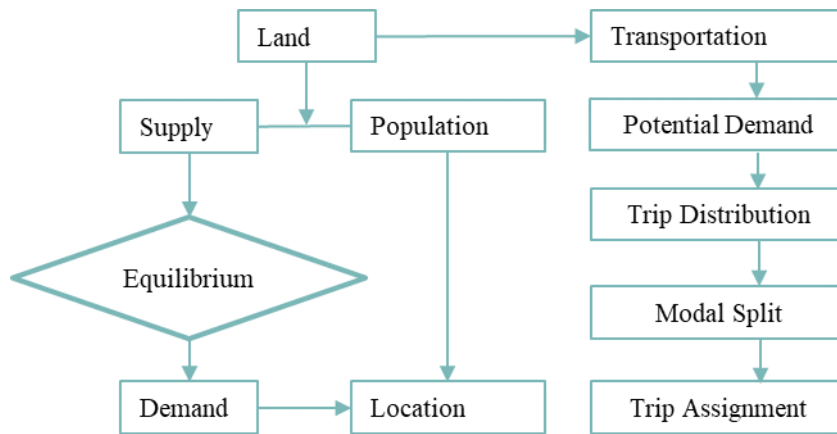 Land
Transportation
Supply
Population
Potential Demand
Trip Distribution
Equilibrium
Modal Split
Demand
Location
Trip Assignment